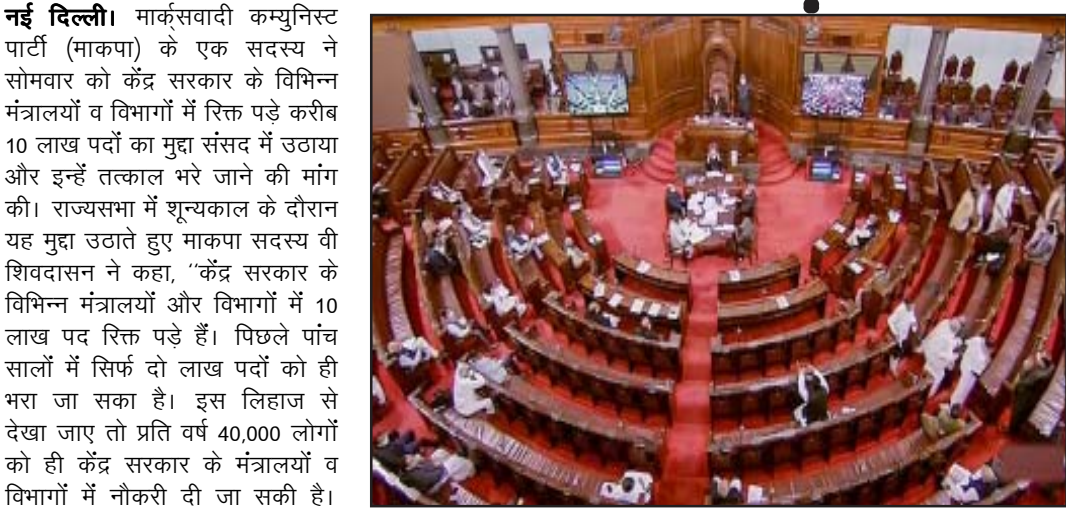 नई दिल्ली। मार्क्सवादी कम्युनिस्ट
पार्टी (माकपा) के एक सदस्य ने
सोमवार को केंद्र सरकार के विभिन्न
मंत्रालयों व विभागों में रिक्त पड़े करीब
10 लाख पदों का मुद्दा संसद में उठाया
और इन्हें तत्काल भरे जाने की मांग
की। राज्यसभा में शून्यकाल के दौरान
यह मुद्दा उठाते हुए माकपा सदस्य वी
शिवदासन ने कहा, ‘‘केंद्र सरकार के
विभिन्न मंत्रालयों और विभागों में 10
लाख पद रिक्त पड़े हैं। पिछले पांच
सालों में सिर्फ दो लाख पदों को ही
भरा जा सका है। इस लिहाज से
देखा जाए तो प्रति वर्ष 40,000 लोगों
को ही केंद्र सरकार के मंत्रालयों व
विभागों में नौकरी दी जा सकी है।